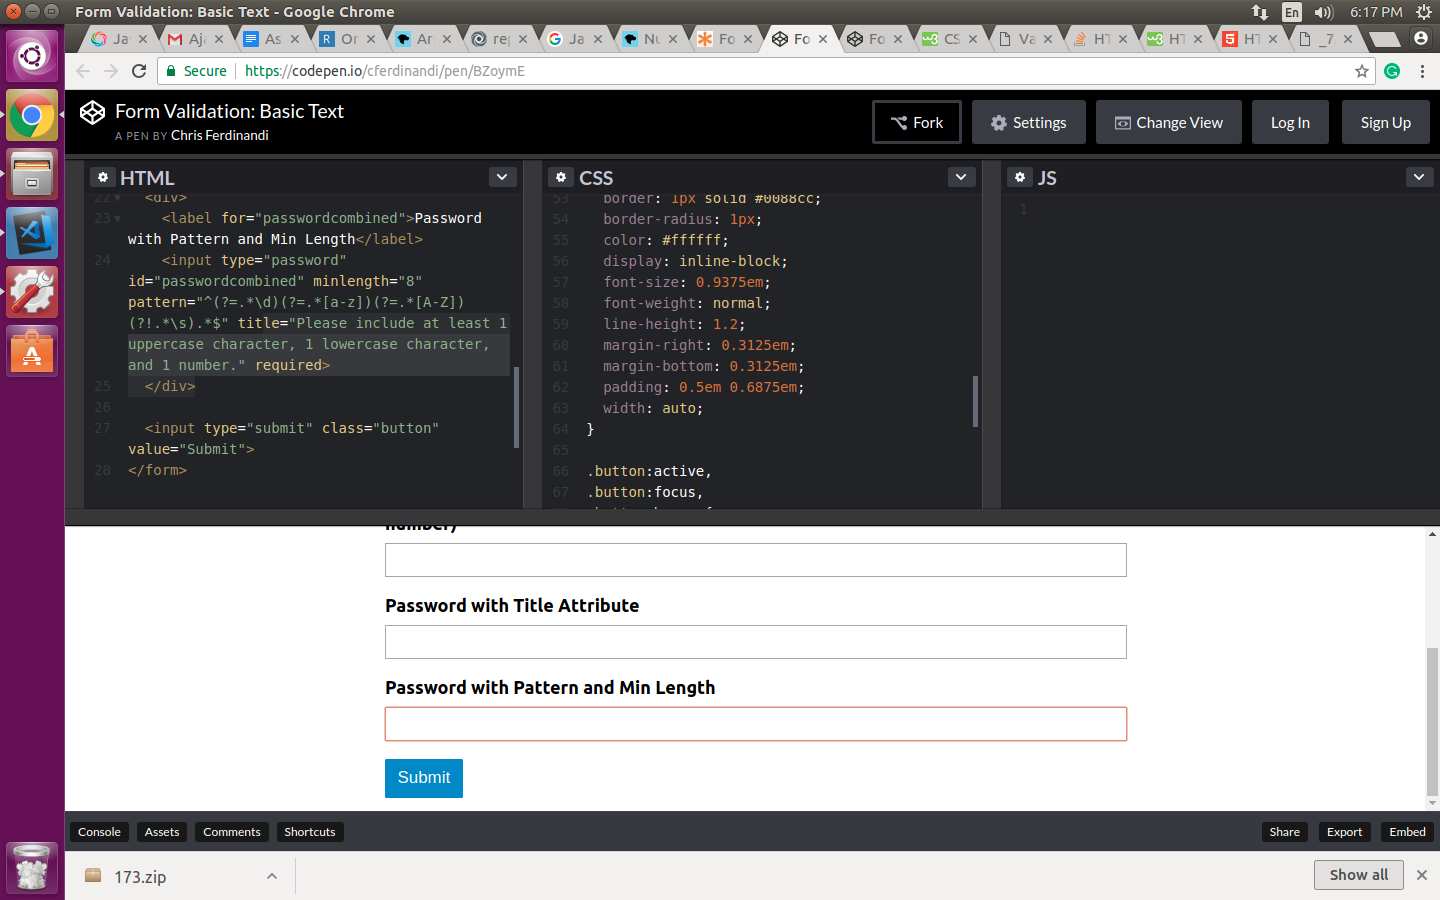 Form Validation: Basic Text - Google Chrome
En
6:17 PM
Ja
Aja
As
Or
An
rep
Ja
Nu
Fo
Fo
Fo
CS
Va
HT
HT
HT
_7
Secure
https://codepen.io/cferdinandi/pen/BZoymE
Form Validation: Basic Text
A PEN BY Chris Ferdinandi
Fork
Settings
Change View
Log In
Sign Up
HTML
22 <div>
23 <label for="passwordcombined">Password
with Pattern and Min Length</label>
24 <input type="password"
id="passwordcombined" minlength="8"
pattern="^(?=.*\d)(?=.*[a-z])(?=.*[A-Z])
(?!.*\s).*$" title="Please include at least 1
uppercase character, 1 lowercase character,
and 1 number." required>
25 </div>
26
27 <input type="submit" class="button"
value="Submit">
28 </form>
CSS
53 border: 1px solid #0088cc;
54 border-radius: 1px;
55 color: #ffffff;
56 display: inline-block;
57 font-size: 0.9375em;
58 font-weight: normal;
59 line-height: 1.2;
60 margin-right: 0.3125em;
61 margin-bottom: 0.3125em;
62 padding: 0.5em 0.6875em;
63 width: auto;
64 }
65
66 .button:active,
67 .button:focus,
JS
1
number)
Password with Title Attribute
Password with Pattern and Min Length
Submit
Console
Assets
Comments
Shortcuts
Share
Export
Embed
173.zip
Show all